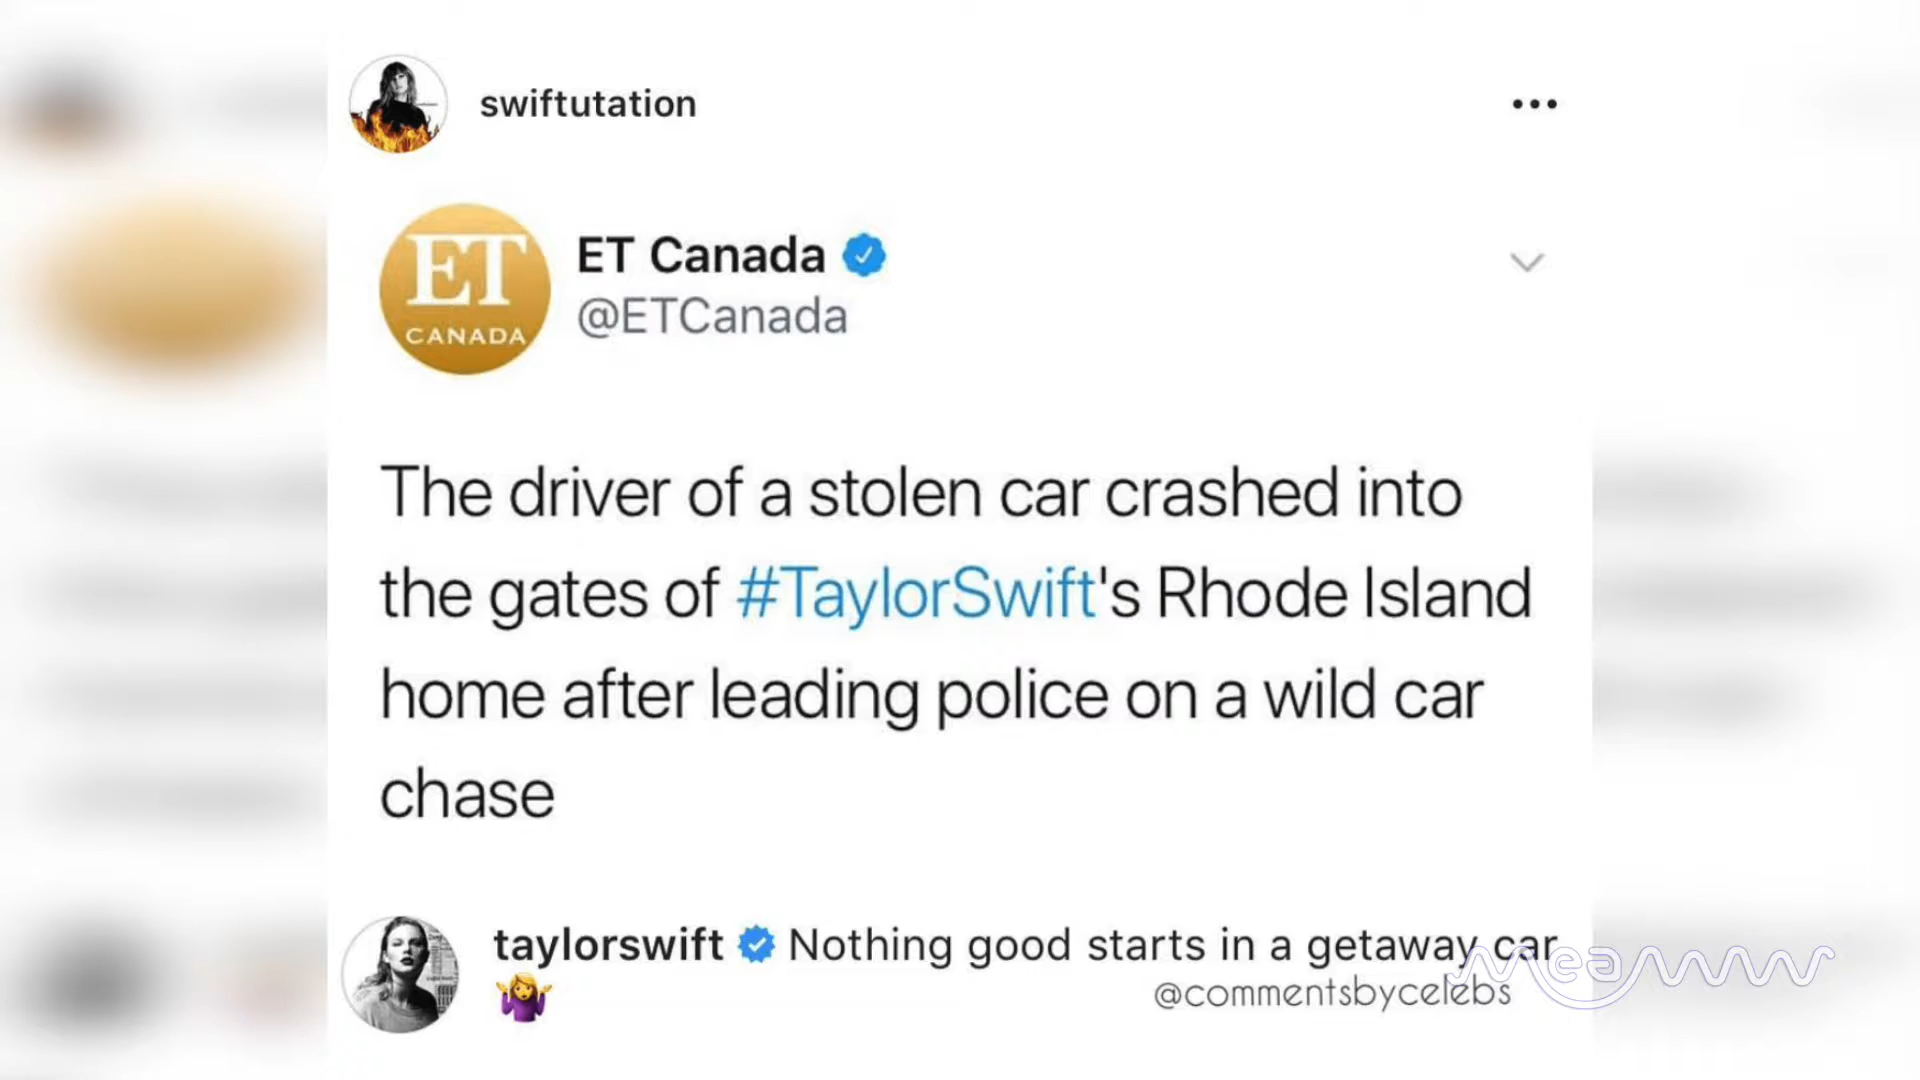 swiftutation
ET
CANADA
ET Canada
@ETCanada
The driver of a stolen car crashed into
the gates of #TaylorSwift's Rhode Island
home after leading police on a wild car
chase
taylorswift Nothing good starts in a getaway car
@commentsbycelebs
meaww